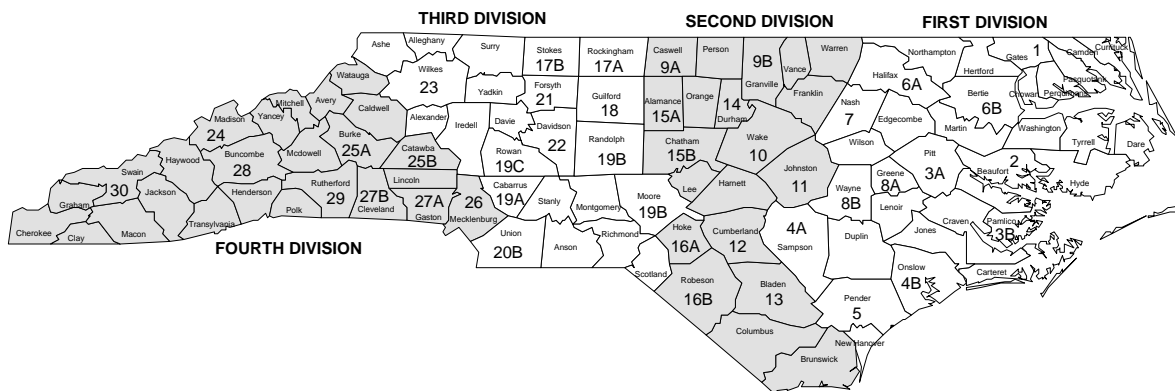 THIRD DIVISION
SECOND DIVISION
FIRST DIVISION
FOURTH DIVISION
Ashe
Alleghany
Surry
Wilkes
23
Yadkin
Stokes
17B
Rockingham
17A
Forsyth
21
Guilford
18
Davie
Iredell
Alexander
Davidson
22
Randolph
19B
Rowan
19C
Cabarrus
19A
Stanly
Montgomery
Moore
19B
Union
20B
Anson
Richmond
Scotland
Caswell
9A
Person
9B
Granville
Vance
Warren
Franklin
Alamance
15A
Orange
14
Durham
Chatham
15B
Wake
10
Lee
Harnett
Johnston
11
Hoke
16A
Cumberland
12
Robeson
16B
Bladen
13
Columbus
Brunswick
Northampton
Halifax
6A
Hertford
Gates
1
Camden
Currituck
Pasquotank
Perquimans
Chowan
Bertie
6B
Nash
7
Edgecombe
Martin
Washington
Tyrrell
Dare
Wilson
Pitt
3A
Beaufort
2
Hyde
Greene
8A
Wayne
8B
Lenoir
Craven
Pamlico
3B
Jones
4A
Sampson
Duplin
Onslow
4B
Carteret
Pender
5
New Hanover
Watauga
Mitchell
Avery
Caldwell
Madison
24
Yancey
Burke
25A
Catawba
25B
Mcdowell
Buncombe
28
Haywood
Swain
30
Graham
Jackson
Henderson
Rutherford
29
Polk
Transylvania
27B
Cleveland
Lincoln
27A
Gaston
26
Mecklenburg
Cherokee
Clay
Macon